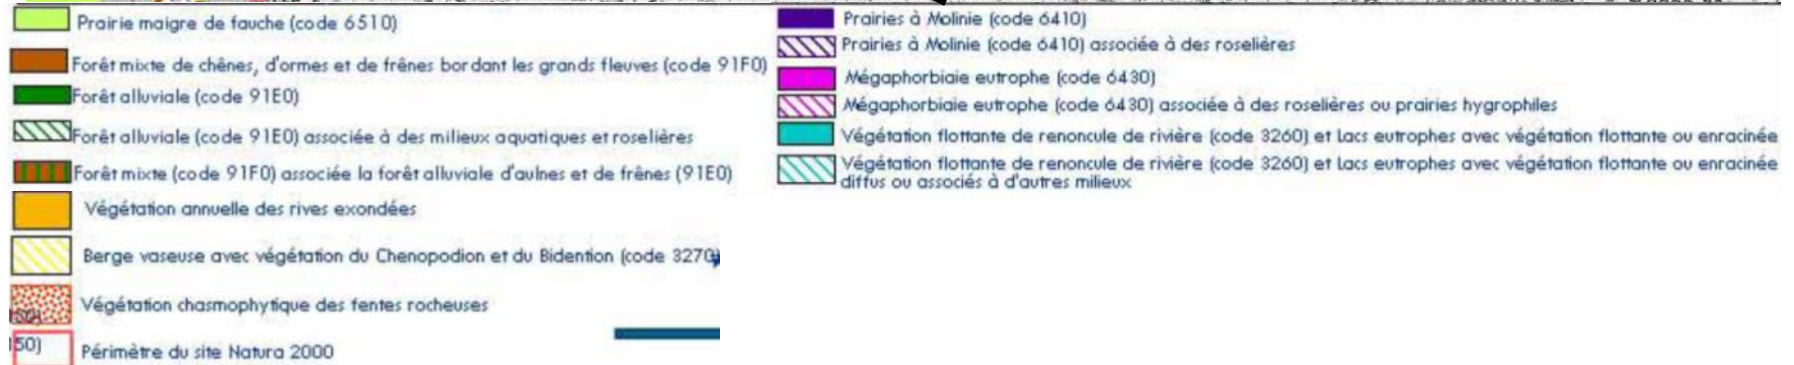 Prairie maigre de fauche (code 6510)
Forêt mixte de chênes, d'ormes et de frênes bordant les grands fleuves (code 91F0)
Forêt alluviale (code 91E0)
Forêt alluviale (code 91E0) associée à des milieux aquatiques et roselières
Forêt mixte (code 91F0) associée la forêt alluviale d'aulnes et de frênes (91E0)
Végétation annuelle des rives exondées
Berge vaseuse avec végétation du Chenopodion et du Bidention (code 3270)
Végétation chasmophytique des fentes rocheuses
50)
Périmètre du site Natura 2000
Prairies à Molinie (code 6410)
Prairies à Molinie (code 6410) associée à des roselières
Mégaphorbiaie eutrophe (code 6430)
Mégaphorbiaie eutrophe (code 6430) associée à des roselières ou prairies hygrophiles
Végétation flottante de renoncule de rivière (code 3260) et Lacs eutrophes avec végétation flottante ou enracinée
Végétation flottante de renoncule de rivière (code 3260) et Lacs eutrophes avec végétation flottante ou enracinée
diffus ou associés à d'autres milieux